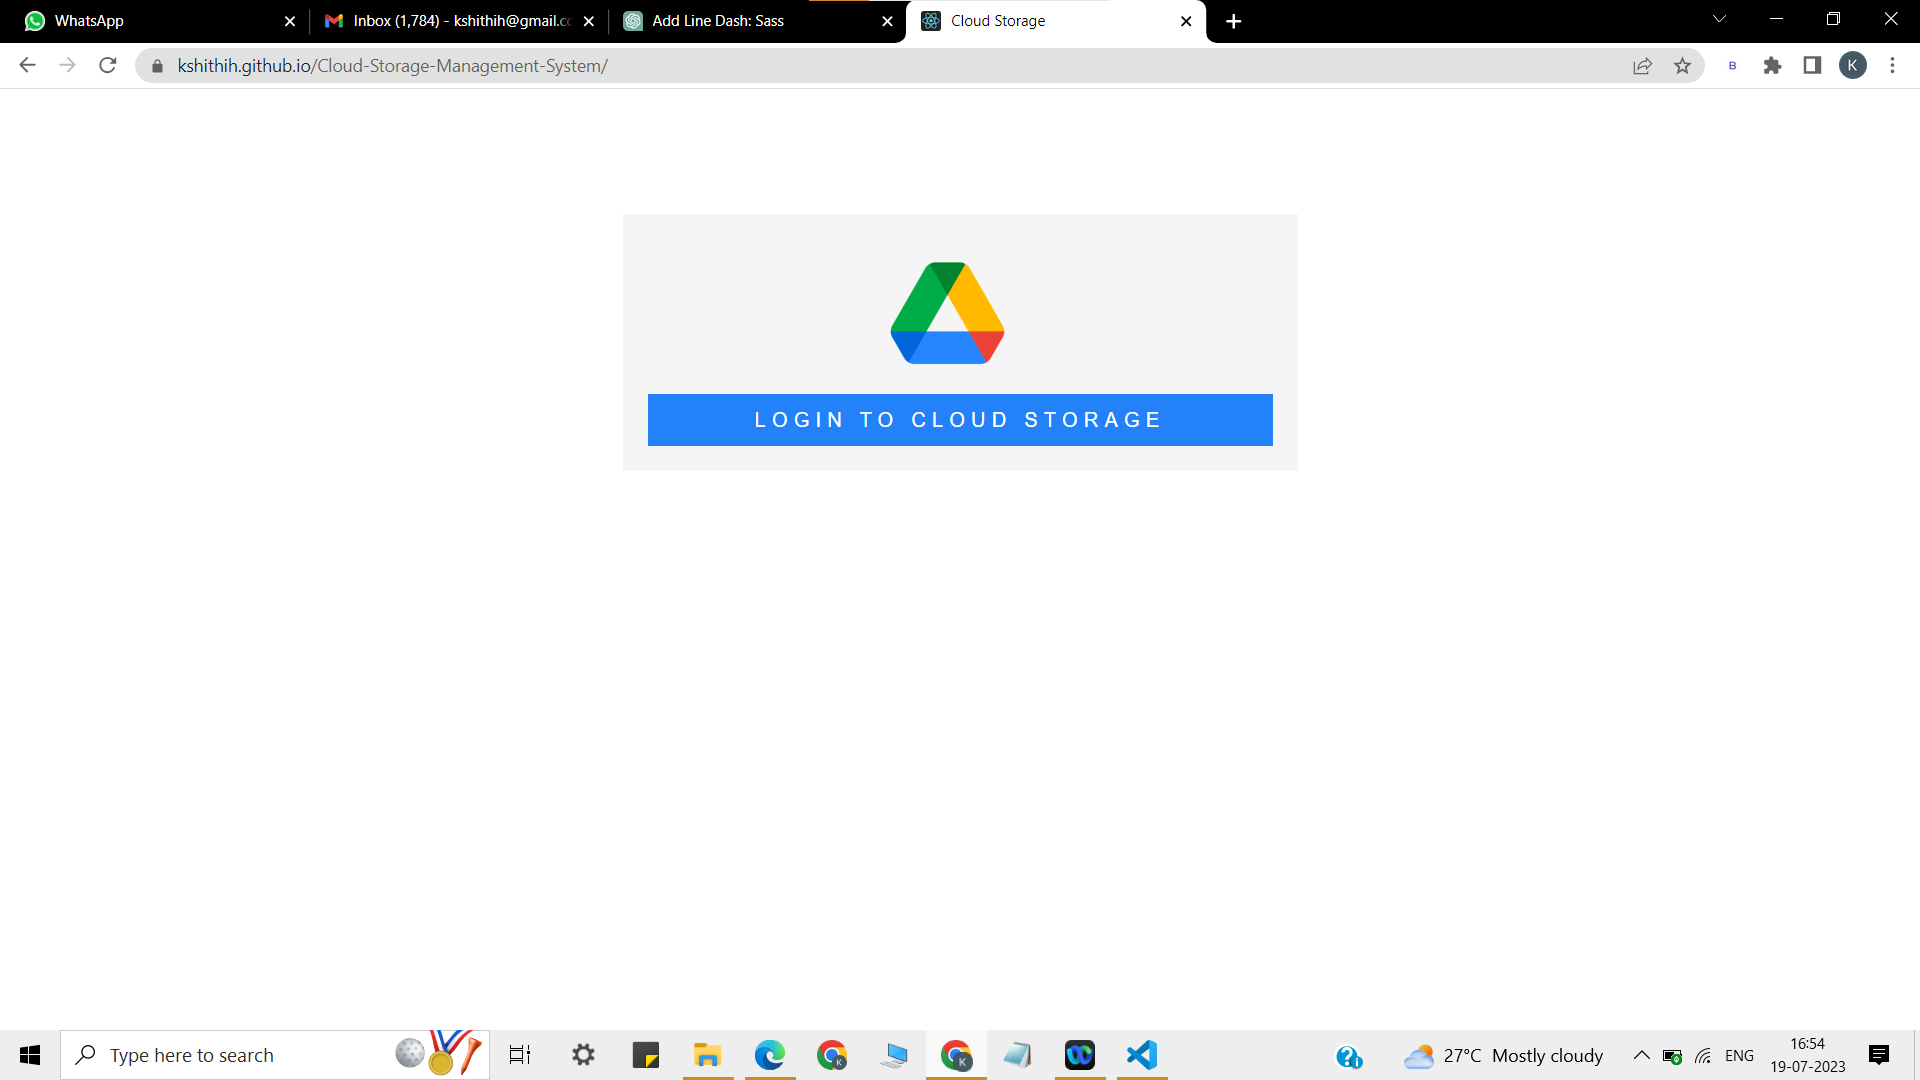 WhatsApp
Inbox (1,784) - kshithih@gmail.cc
Add Line Dash: Sass
Cloud Storage
kshithih.github.io/Cloud-Storage-Management-System/
B
K
LOGIN TO CLOUD STORAGE
Type here to search
K
K
27°C Mostly cloudy
ENG
16:54
19-07-2023